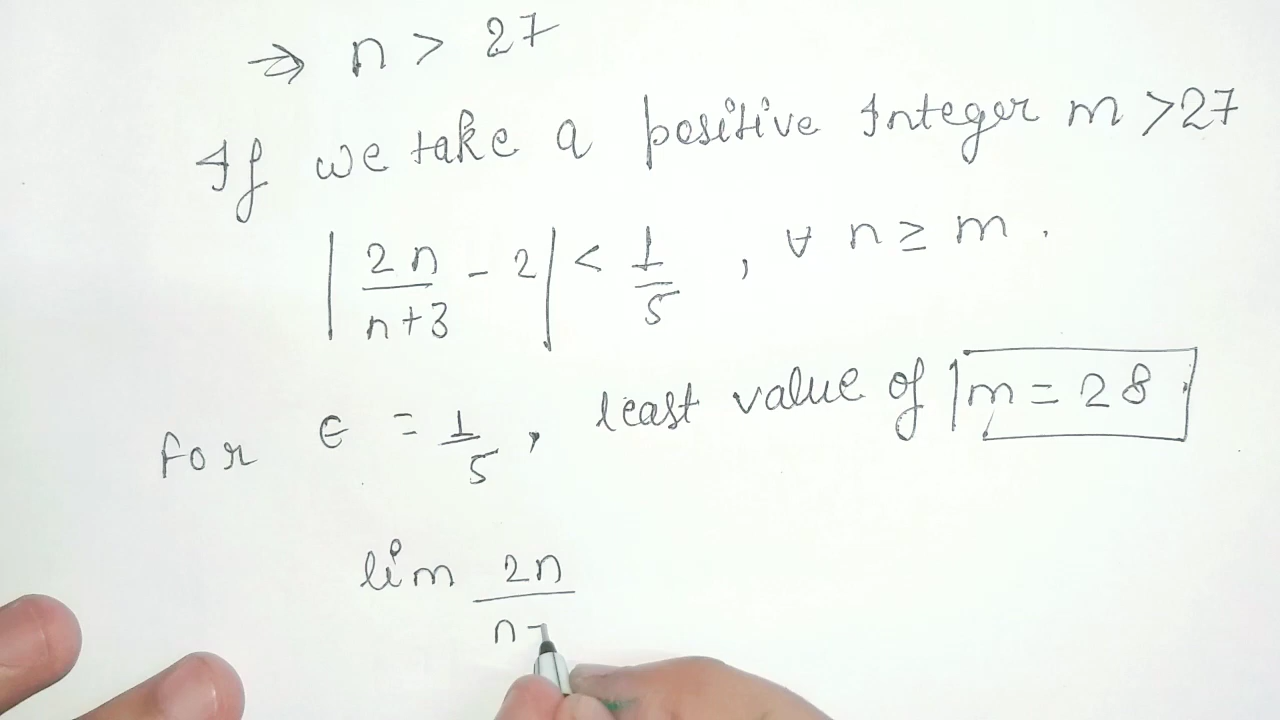 ⇒ n > 27
If we take a positive Integer m > 27
| 2n/n+3 - 2 | < 1/5 , ∀ n ≥ m .
for ϵ = 1/5 , least value of m = 28
lim 2n/n-